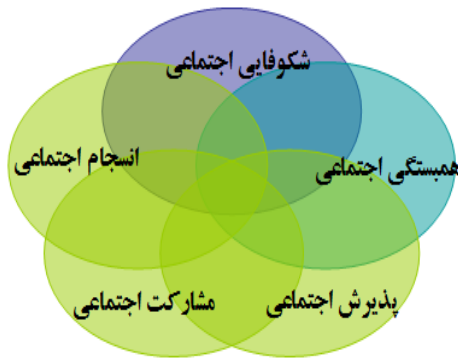 شکوفایی اجتماعی
همبستگی اجتماعی
انسجام اجتماعی
پذیرش اجتماعی
مشارکت اجتماعی